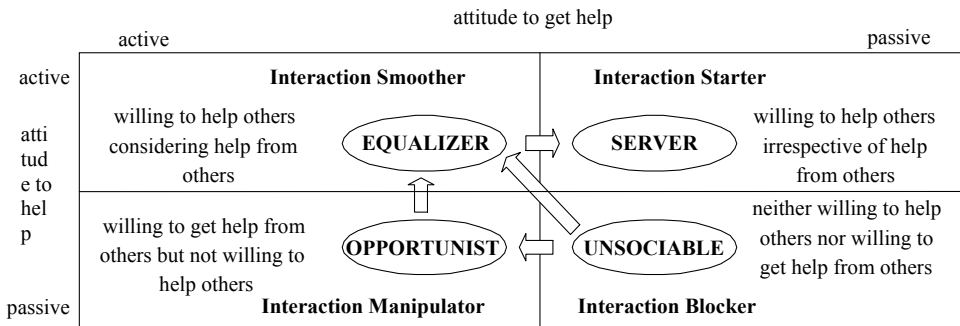 attitude to get help
active
passive
active
Interaction Smoother
Interaction Starter
atti
tud
e to
hel
p
willing to help others
considering help from
others
EQUALIZER
SERVER
willing to help others
irrespective of help
from others
willing to get help from
others but not willing to
help others
OPPORTUNIST
UNSOCIABLE
neither willing to help
others nor willing to
get help from others
passive
Interaction Manipulator
Interaction Blocker